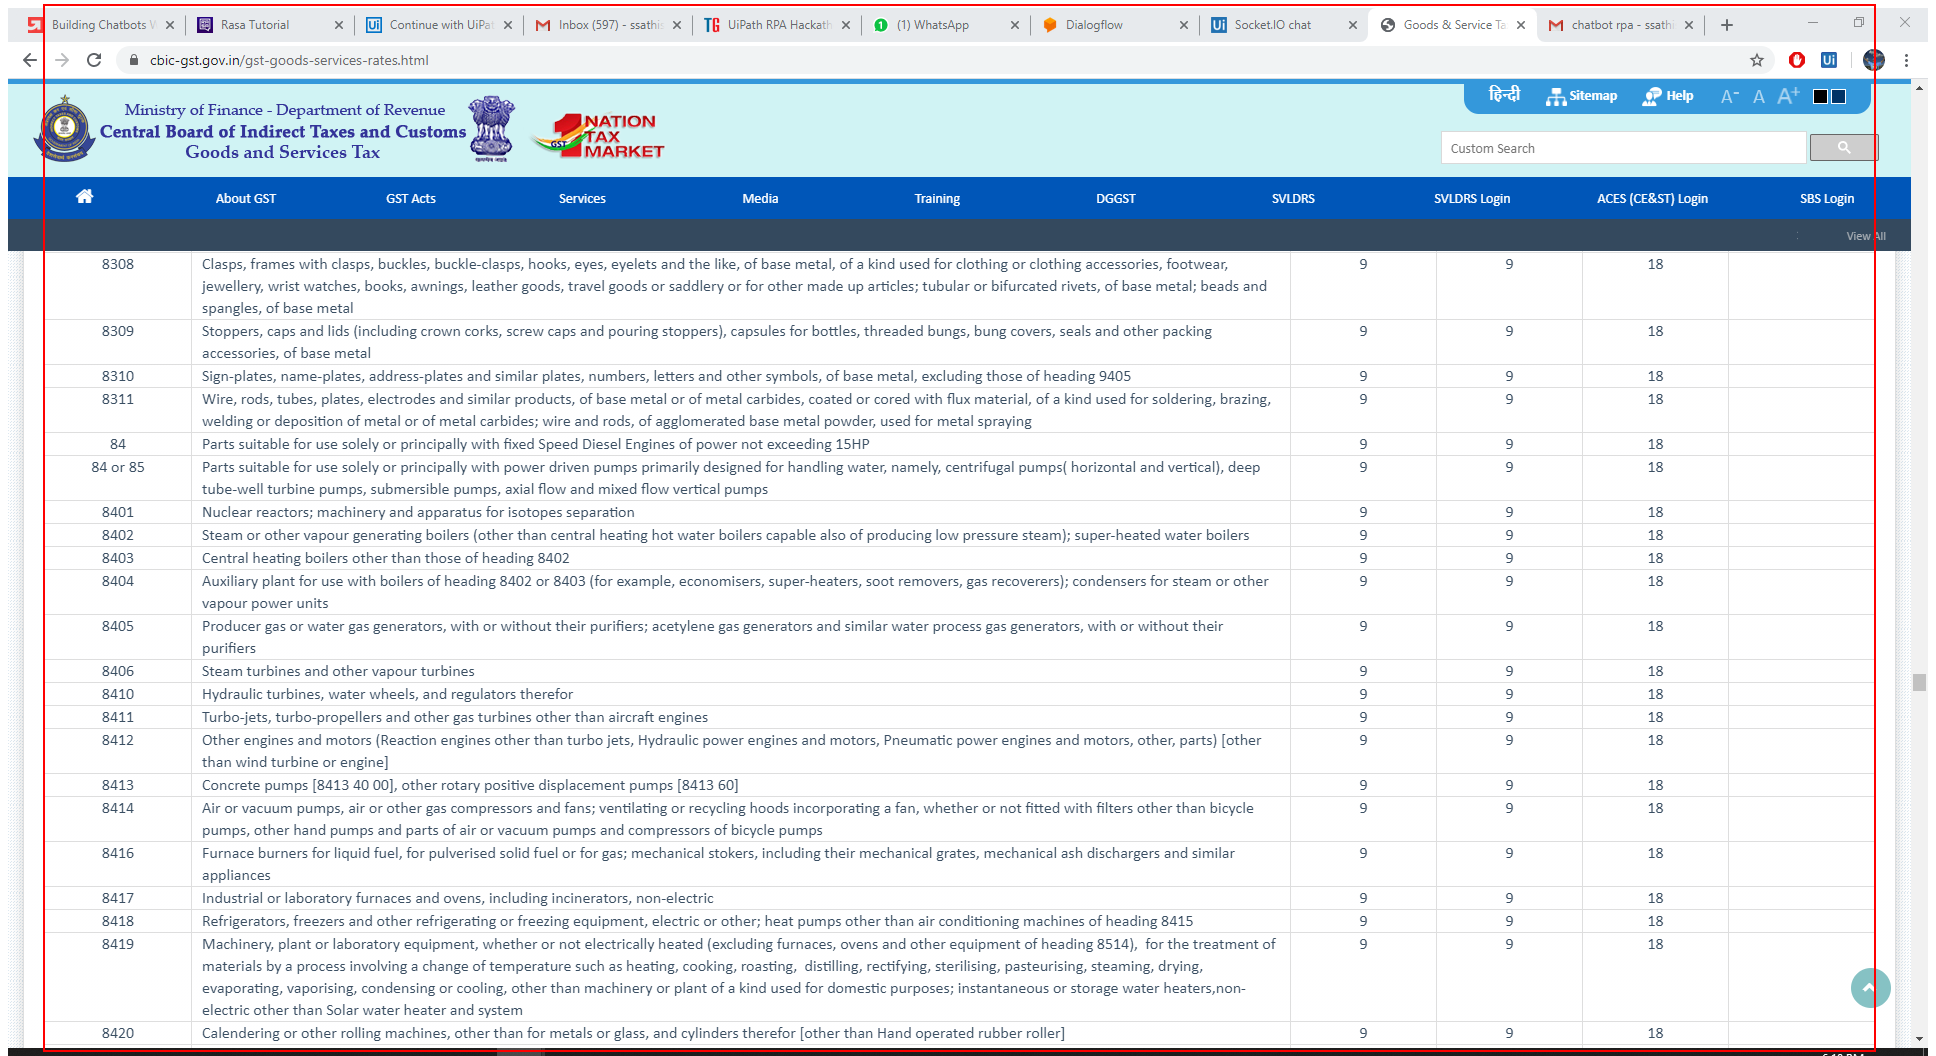 Building Chatbots
Rasa Tutorial
Continue with UiPat
Inbox (597) - ssathis
UiPath RPA Hackath
(1) WhatsApp
Dialogflow
Socket.IO chat
Goods & Service Ta
chatbot rpa - ssathi
cbic-gst.gov.in/gst-goods-services-rates.html
Ministry of Finance - Department of Revenue
Central Board of Indirect Taxes and Customs
Goods and Services Tax
GST 1 NATION
TAX
MARKET
हिन्दी Sitemap Help A- A A+
Custom Search
About GST GST Acts Services Media Training DGGST SVLDRS SVLDRS Login ACES (CE&ST) Login SBS Login
View All
8308 Clasps, frames with clasps, buckles, buckle-clasps, hooks, eyes, eyelets and the like, of base metal, of a kind used for clothing or clothing accessories, footwear, 9 9 18
jewellery, wrist watches, books, awnings, leather goods, travel goods or saddlery or for other made up articles; tubular or bifurcated rivets, of base metal; beads and
spangles, of base metal
8309 Stoppers, caps and lids (including crown corks, screw caps and pouring stoppers), capsules for bottles, threaded bungs, bung covers, seals and other packing 9 9 18
accessories, of base metal
8310 Sign-plates, name-plates, address-plates and similar plates, numbers, letters and other symbols, of base metal, excluding those of heading 9405 9 9 18
8311 Wire, rods, tubes, plates, electrodes and similar products, of base metal or of metal carbides, coated or cored with flux material, of a kind used for soldering, brazing, 9 9 18
welding or deposition of metal or of metal carbides; wire and rods, of agglomerated base metal powder, used for metal spraying
84 Parts suitable for use solely or principally with fixed Speed Diesel Engines of power not exceeding 15HP 9 9 18
84 or 85 Parts suitable for use solely or principally with power driven pumps primarily designed for handling water, namely, centrifugal pumps( horizontal and vertical), deep 9 9 18
tube-well turbine pumps, submersible pumps, axial flow and mixed flow vertical pumps
8401 Nuclear reactors; machinery and apparatus for isotopes separation 9 9 18
8402 Steam or other vapour generating boilers (other than central heating hot water boilers capable also of producing low pressure steam); super-heated water boilers 9 9 18
8403 Central heating boilers other than those of heading 8402 9 9 18
8404 Auxiliary plant for use with boilers of heading 8402 or 8403 (for example, economisers, super-heaters, soot removers, gas recoverers); condensers for steam or other 9 9 18
vapour power units
8405 Producer gas or water gas generators, with or without their purifiers; acetylene gas generators and similar water process gas generators, with or without their 9 9 18
purifiers
8406 Steam turbines and other vapour turbines 9 9 18
8410 Hydraulic turbines, water wheels, and regulators therefor 9 9 18
8411 Turbo-jets, turbo-propellers and other gas turbines other than aircraft engines 9 9 18
8412 Other engines and motors (Reaction engines other than turbo jets, Hydraulic power engines and motors, Pneumatic power engines and motors, other, parts) [other 9 9 18
than wind turbine or engine]
8413 Concrete pumps [8413 40 00], other rotary positive displacement pumps [8413 60] 9 9 18
8414 Air or vacuum pumps, air or other gas compressors and fans; ventilating or recycling hoods incorporating a fan, whether or not fitted with filters other than bicycle 9 9 18
pumps, other hand pumps and parts of air or vacuum pumps and compressors of bicycle pumps
8416 Furnace burners for liquid fuel, for pulverised solid fuel or for gas; mechanical stokers, including their mechanical grates, mechanical ash dischargers and similar 9 9 18
appliances
8417 Industrial or laboratory furnaces and ovens, including incinerators, non-electric 9 9 18
8418 Refrigerators, freezers and other refrigerating or freezing equipment, electric or other; heat pumps other than air conditioning machines of heading 8415 9 9 18
8419 Machinery, plant or laboratory equipment, whether or not electrically heated (excluding furnaces, ovens and other equipment of heading 8514), for the treatment of 9 9 18
materials by a process involving a change of temperature such as heating, cooking, roasting, distilling, rectifying, sterilising, pasteurising, steaming, drying,
evaporating, vaporising, condensing or cooling, other than machinery or plant of a kind used for domestic purposes; instantaneous or storage water heaters,non-
electric other than Solar water heater and system
8420 Calendering or other rolling machines, other than for metals or glass, and cylinders therefor [other than Hand operated rubber roller] 9 9 18